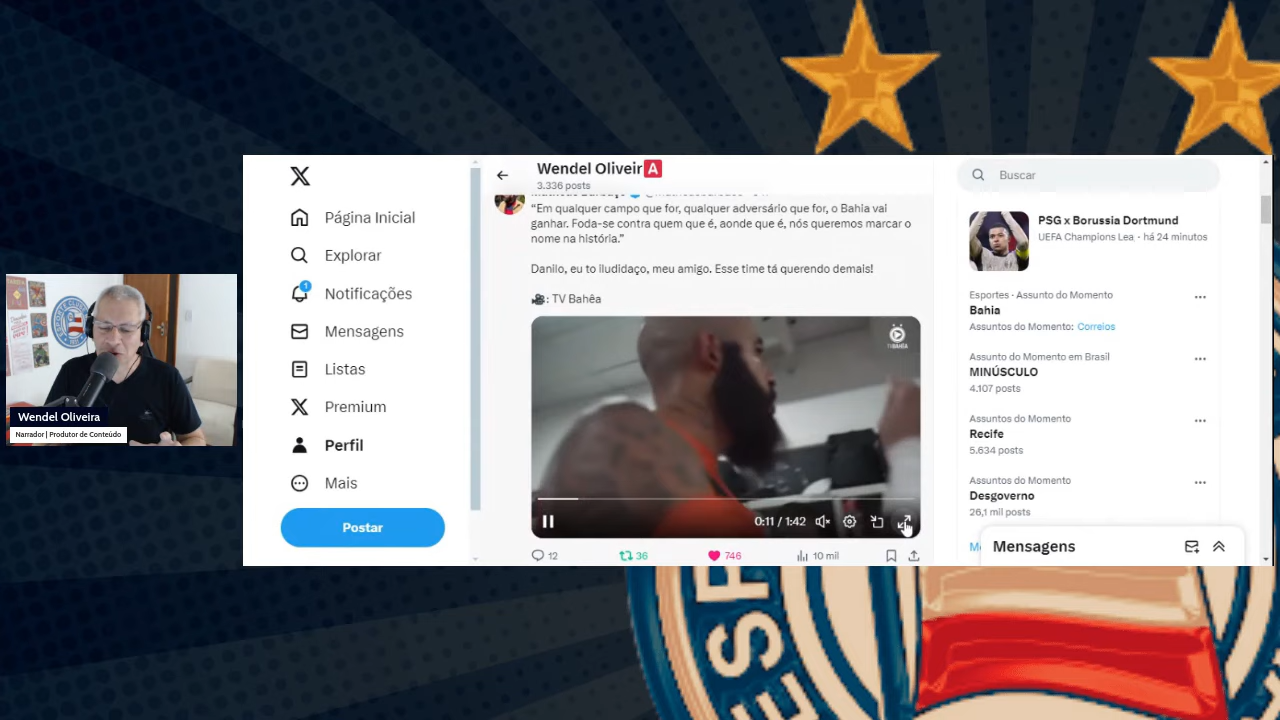 Wendel Oliveira
Narrador | Produtor de Conteúdo
Página Inicial
Explorar
1
Notificações
Mensagens
Listas
Premium
Perfil
Mais
Postar
Wendel Oliveir🅰
3.336 posts
“Em qualquer campo que for, qualquer adversário que for, o Bahia vai
ganhar. Foda-se contra quem que é, aonde que é, nós queremos marcar o
nome na história.”
Danilo, eu to iludidaço, meu amigo. Esse time tá querendo demais!
: TV Bahêa
0:11 / 1:42
12
36
746
10 mil
Buscar
PSG x Borussia Dortmund
UEFA Champions Lea · há 24 minutos
Esportes · Assunto do Momento
Bahia
Assuntos do Momento: Correios
Assunto do Momento em Brasil
MINÚSCULO
4.107 posts
Assuntos do Momento
Recife
5.634 posts
Assuntos do Momento
Desgoverno
26,1 mil posts
Mensagens
ESP